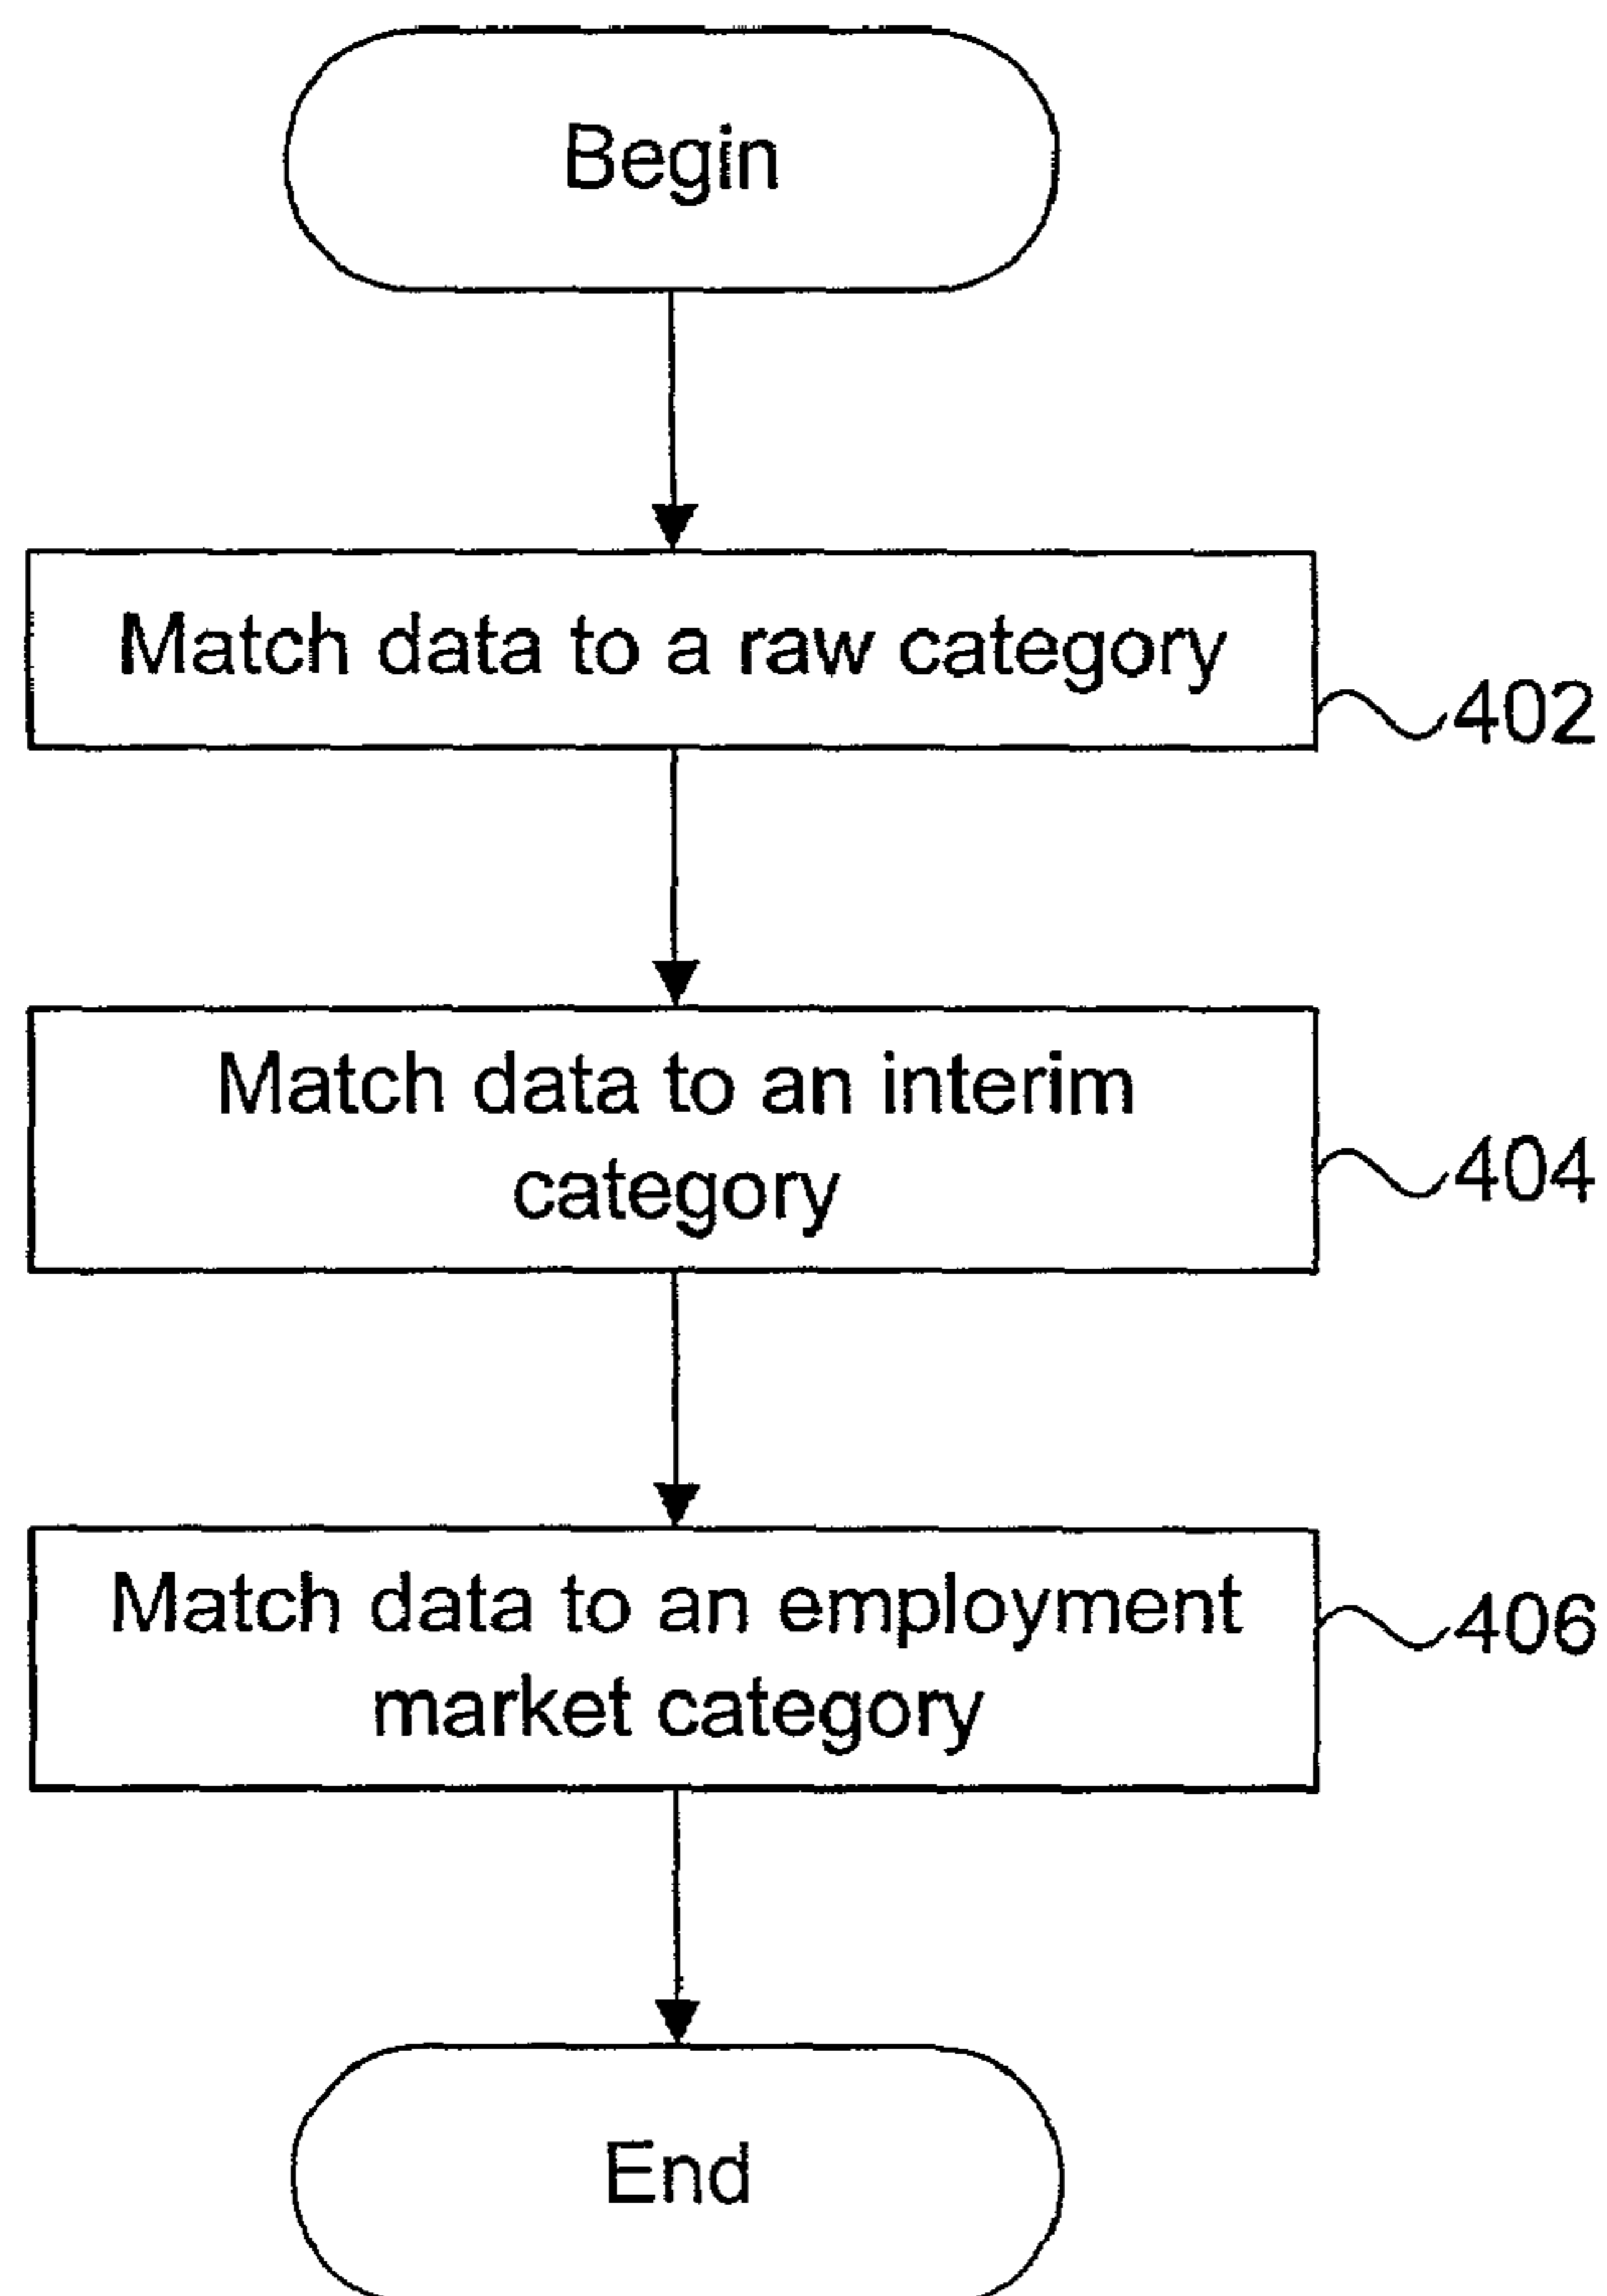 Begin
Match data to a raw category
402
Match data to an interim
category
404
Match data to an employment
market category
406
End